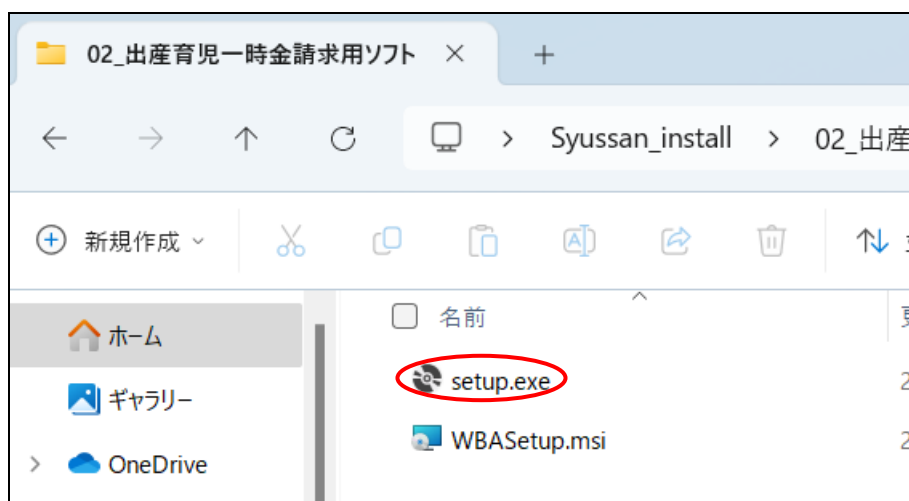 02_出産育児一時金請求用ソフト
Syussan_install > 02_出産
新規作成
名前
ホーム
setup.exe
ギャラリー
WBASetup.msi
OneDrive